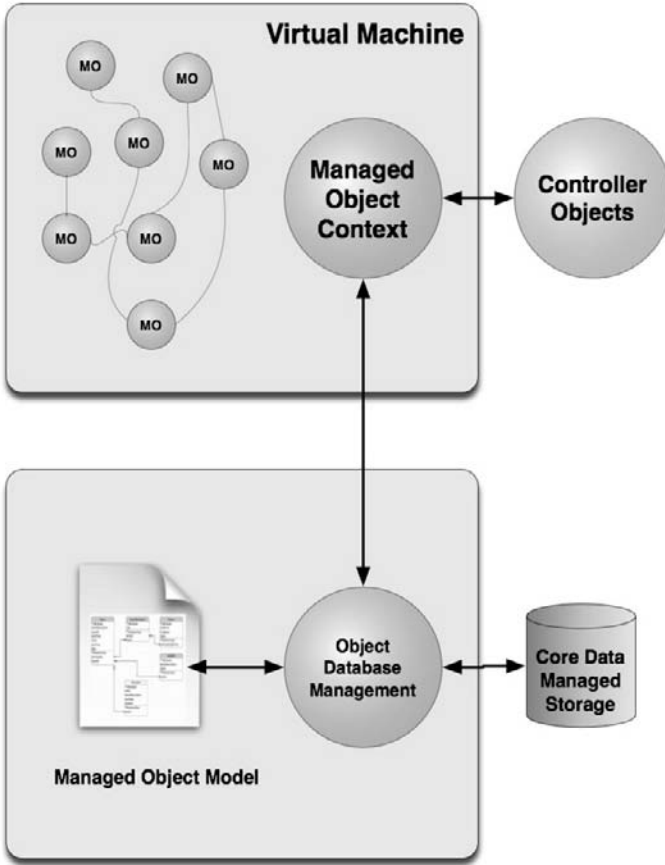 Virtual Machine
MO
MO
MO
MO
MO
MO
MO
MO
Managed
Object
Context
Controller
Objects
Object
Database
Management
Core Data
Managed
Storage
Managed Object Model